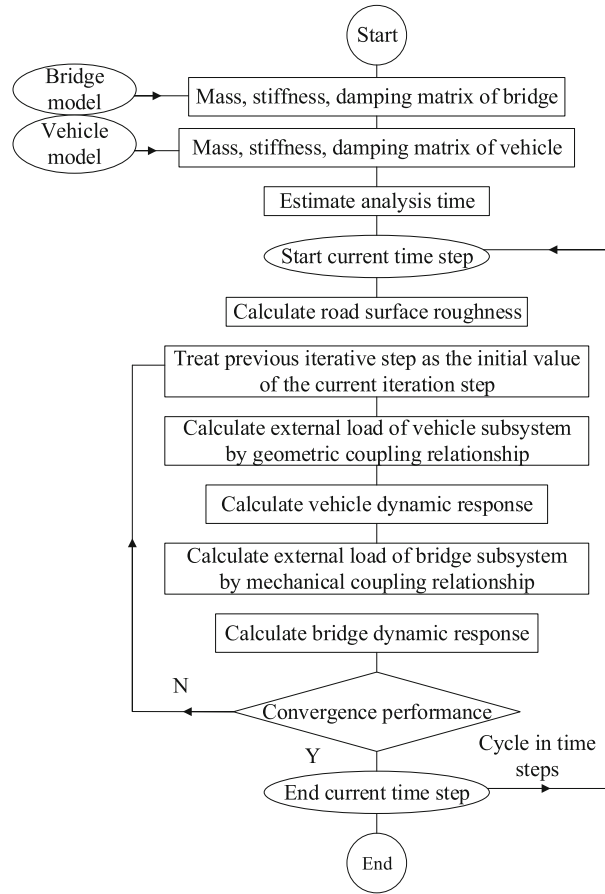 Start
Bridge
model
Mass, stiffness, damping matrix of bridge
Vehicle
model
Mass, stiffness, damping matrix of vehicle
Estimate analysis time
Start current time step
Calculate road surface roughness
Treat previous iterative step as the initial value
of the current iteration step
Calculate external load of vehicle subsystem
by geometric coupling relationship
Calculate vehicle dynamic response
Calculate external load of bridge subsystem
by mechanical coupling relationship
Calculate bridge dynamic response
N
Convergence performance
Y
Cycle in time
steps
End current time step
End